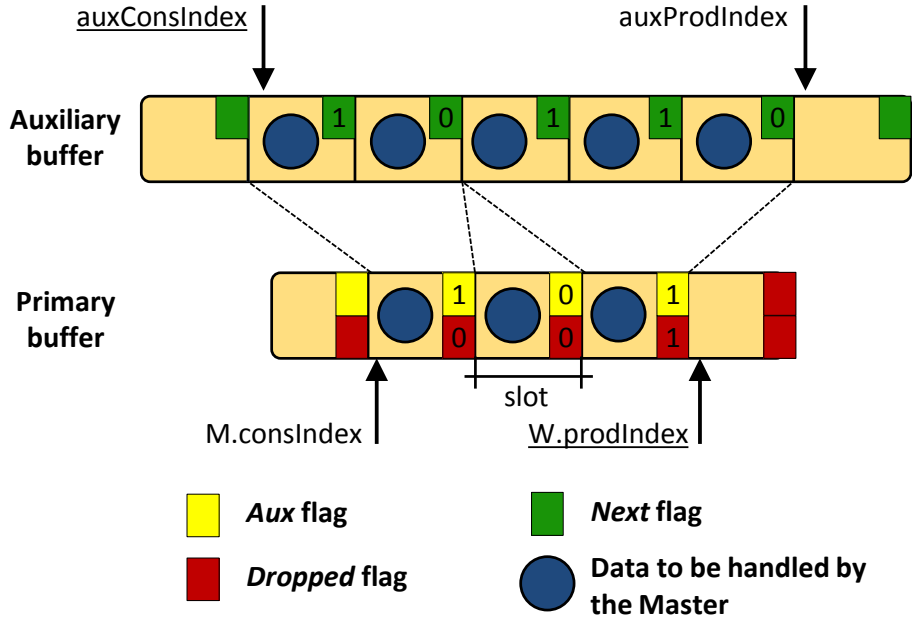 auxConsIndex
auxProdIndex
Auxiliary
buffer
1
0
1
1
0
Primary
buffer
1
0
1
0
0
1
slot
M.consIndex
W.prodIndex
Aux flag
Next flag
Dropped flag
Data to be handled by
the Master